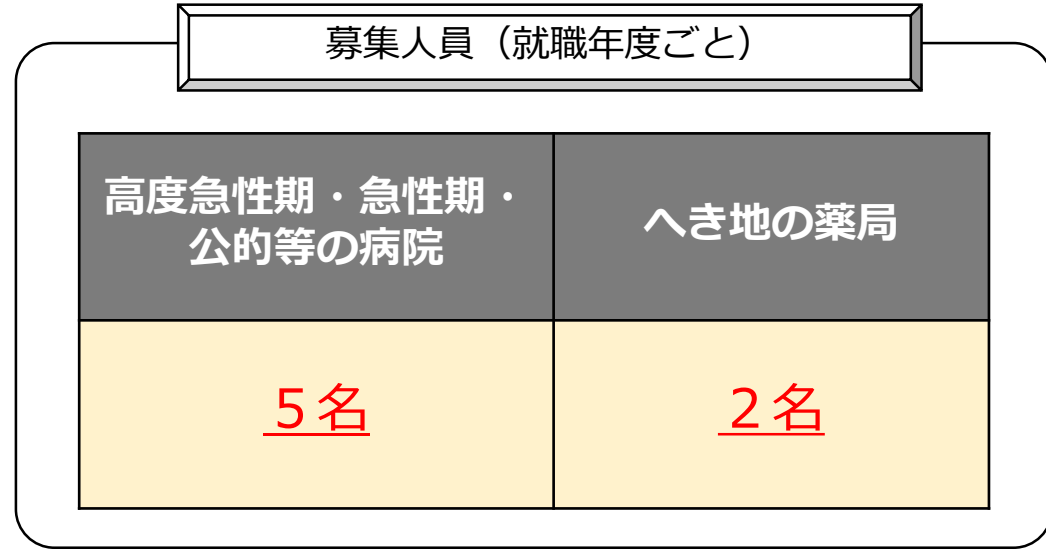 募集人員（就職年度ごと）
高度急性期・急性期・
公的等の病院
へき地の薬局
５名
２名